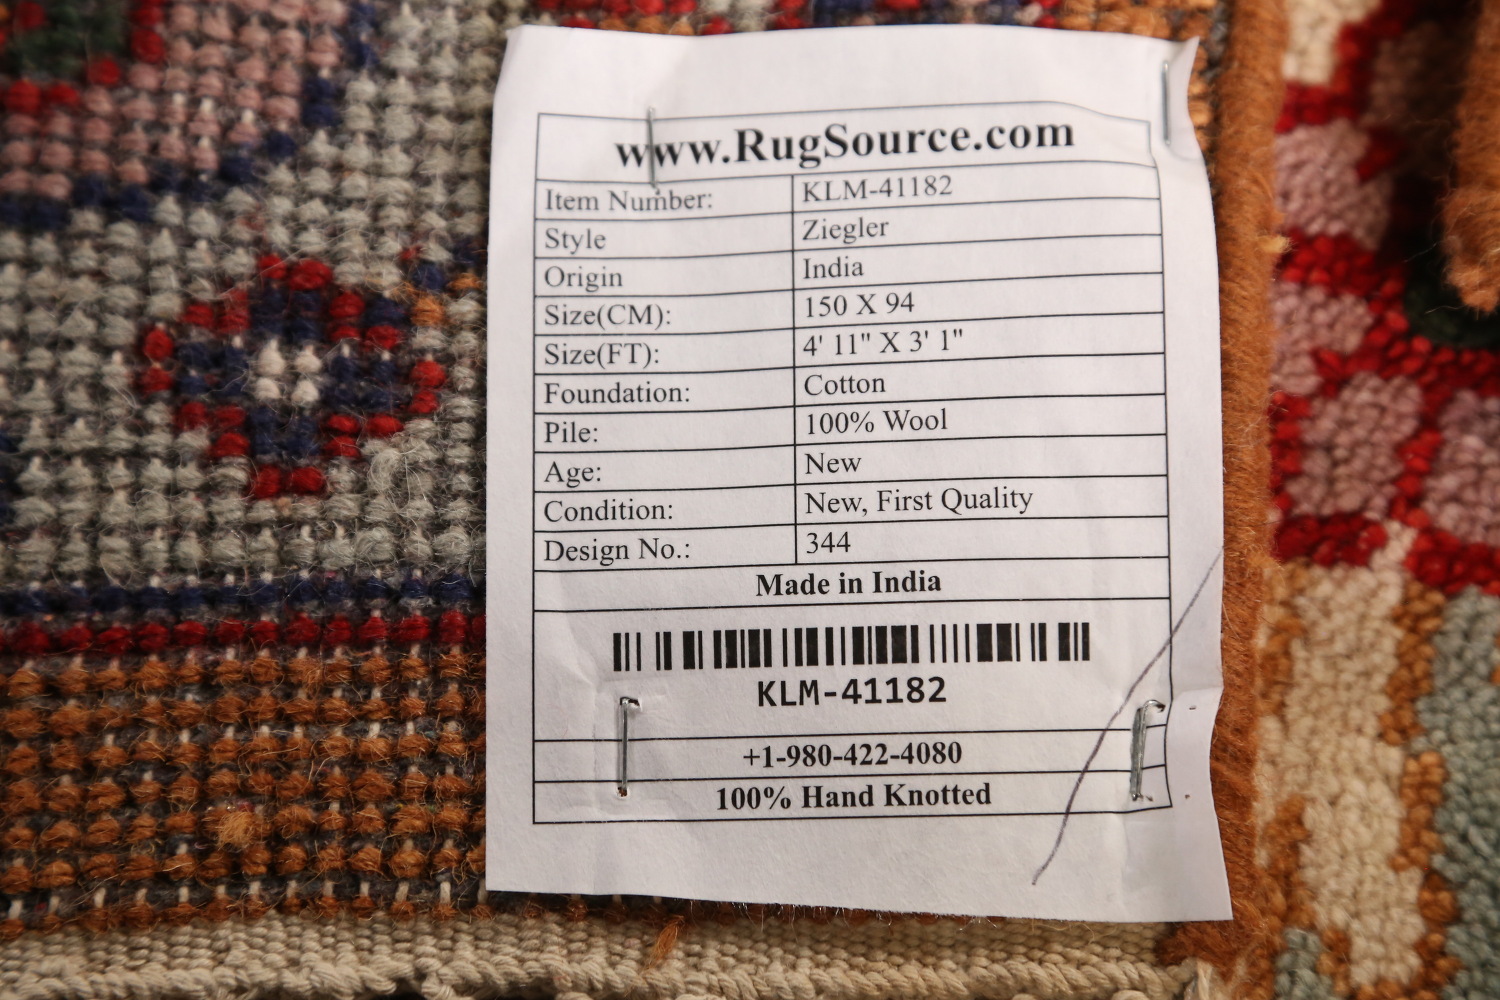 www.RugSource.com
Item Number: KLM-41182
Style Ziegler
Origin India
Size(CM): 150 X 94
Size(FT): 4' 11" X 3' 1"
Foundation: Cotton
Pile: 100% Wool
Age: New
Condition: New, First Quality
Design No.: 344
Made in India
KLM-41182
+1-980-422-4080
100% Hand Knotted